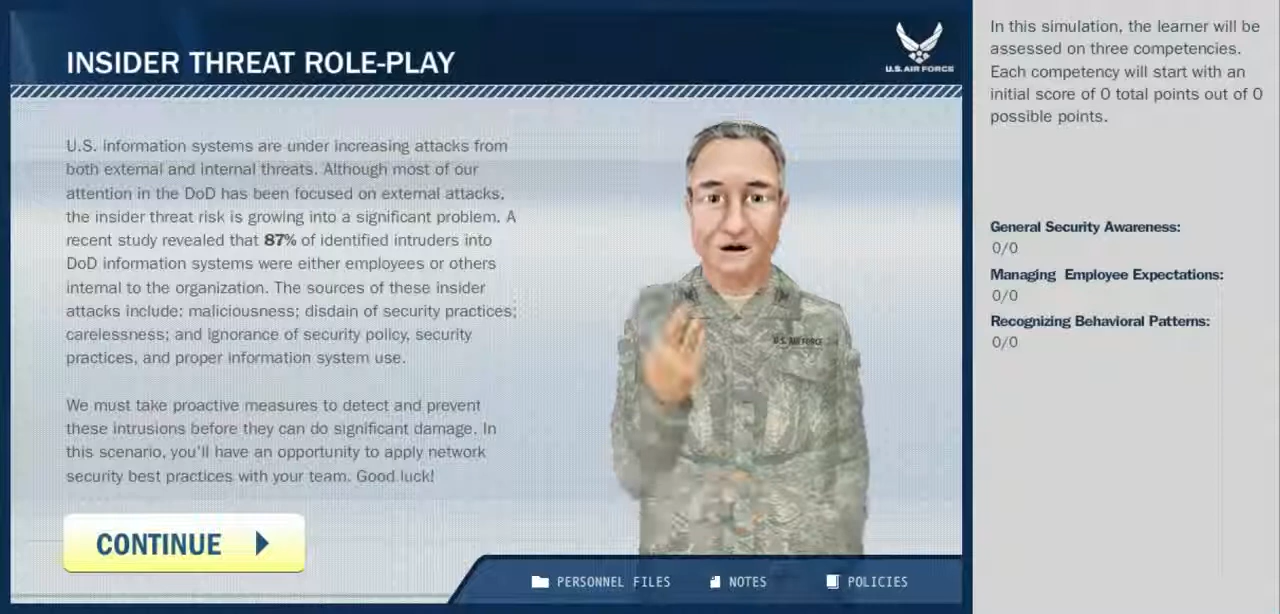 INSIDER THREAT ROLE-PLAY
U.S. AIR FORCE
U.S. information systems are under increasing attacks from
both external and internal threats. Although most of our
attention in the DoD has been focused on external attacks,
the insider threat risk is growing into a significant problem. A
recent study revealed that 87% of identified intruders into
DoD information systems were either employees or others
internal to the organization. The sources of these insider
attacks include: maliciousness; disdain of security practices;
carelessness; and ignorance of security policy, security
practices, and proper information system use.
We must take proactive measures to detect and prevent
these intrusions before they can do significant damage. In
this scenario, you'll have an opportunity to apply network
security best practices with your team. Good luck!
CONTINUE
U.S. AIR FORCE
PERSONNEL FILES
NOTES
POLICIES
In this simulation, the learner will be
assessed on three competencies.
Each competency will start with an
initial score of 0 total points out of 0
possible points.
General Security Awareness:
0/0
Managing Employee Expectations:
0/0
Recognizing Behavioral Patterns:
0/0